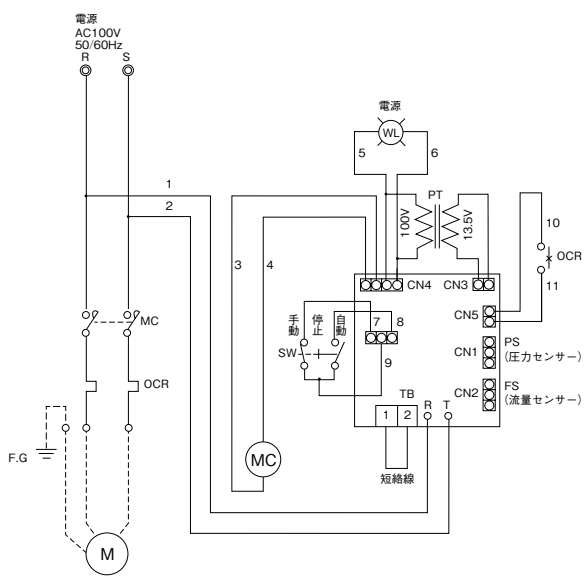 電源
AC100V
50/60Hz
R
S
電源
WL
5
6
1
2
PT
100V
13.5V
10
OCR
11
3
4
CN4
CN3
CN5
手動
停止
自動
7
8
MC
CN1
PS
(圧力センサー)
SW
9
OCR
CN2
FS
(流量センサー)
TB
R
T
1
2
F.G
MC
短絡線
M